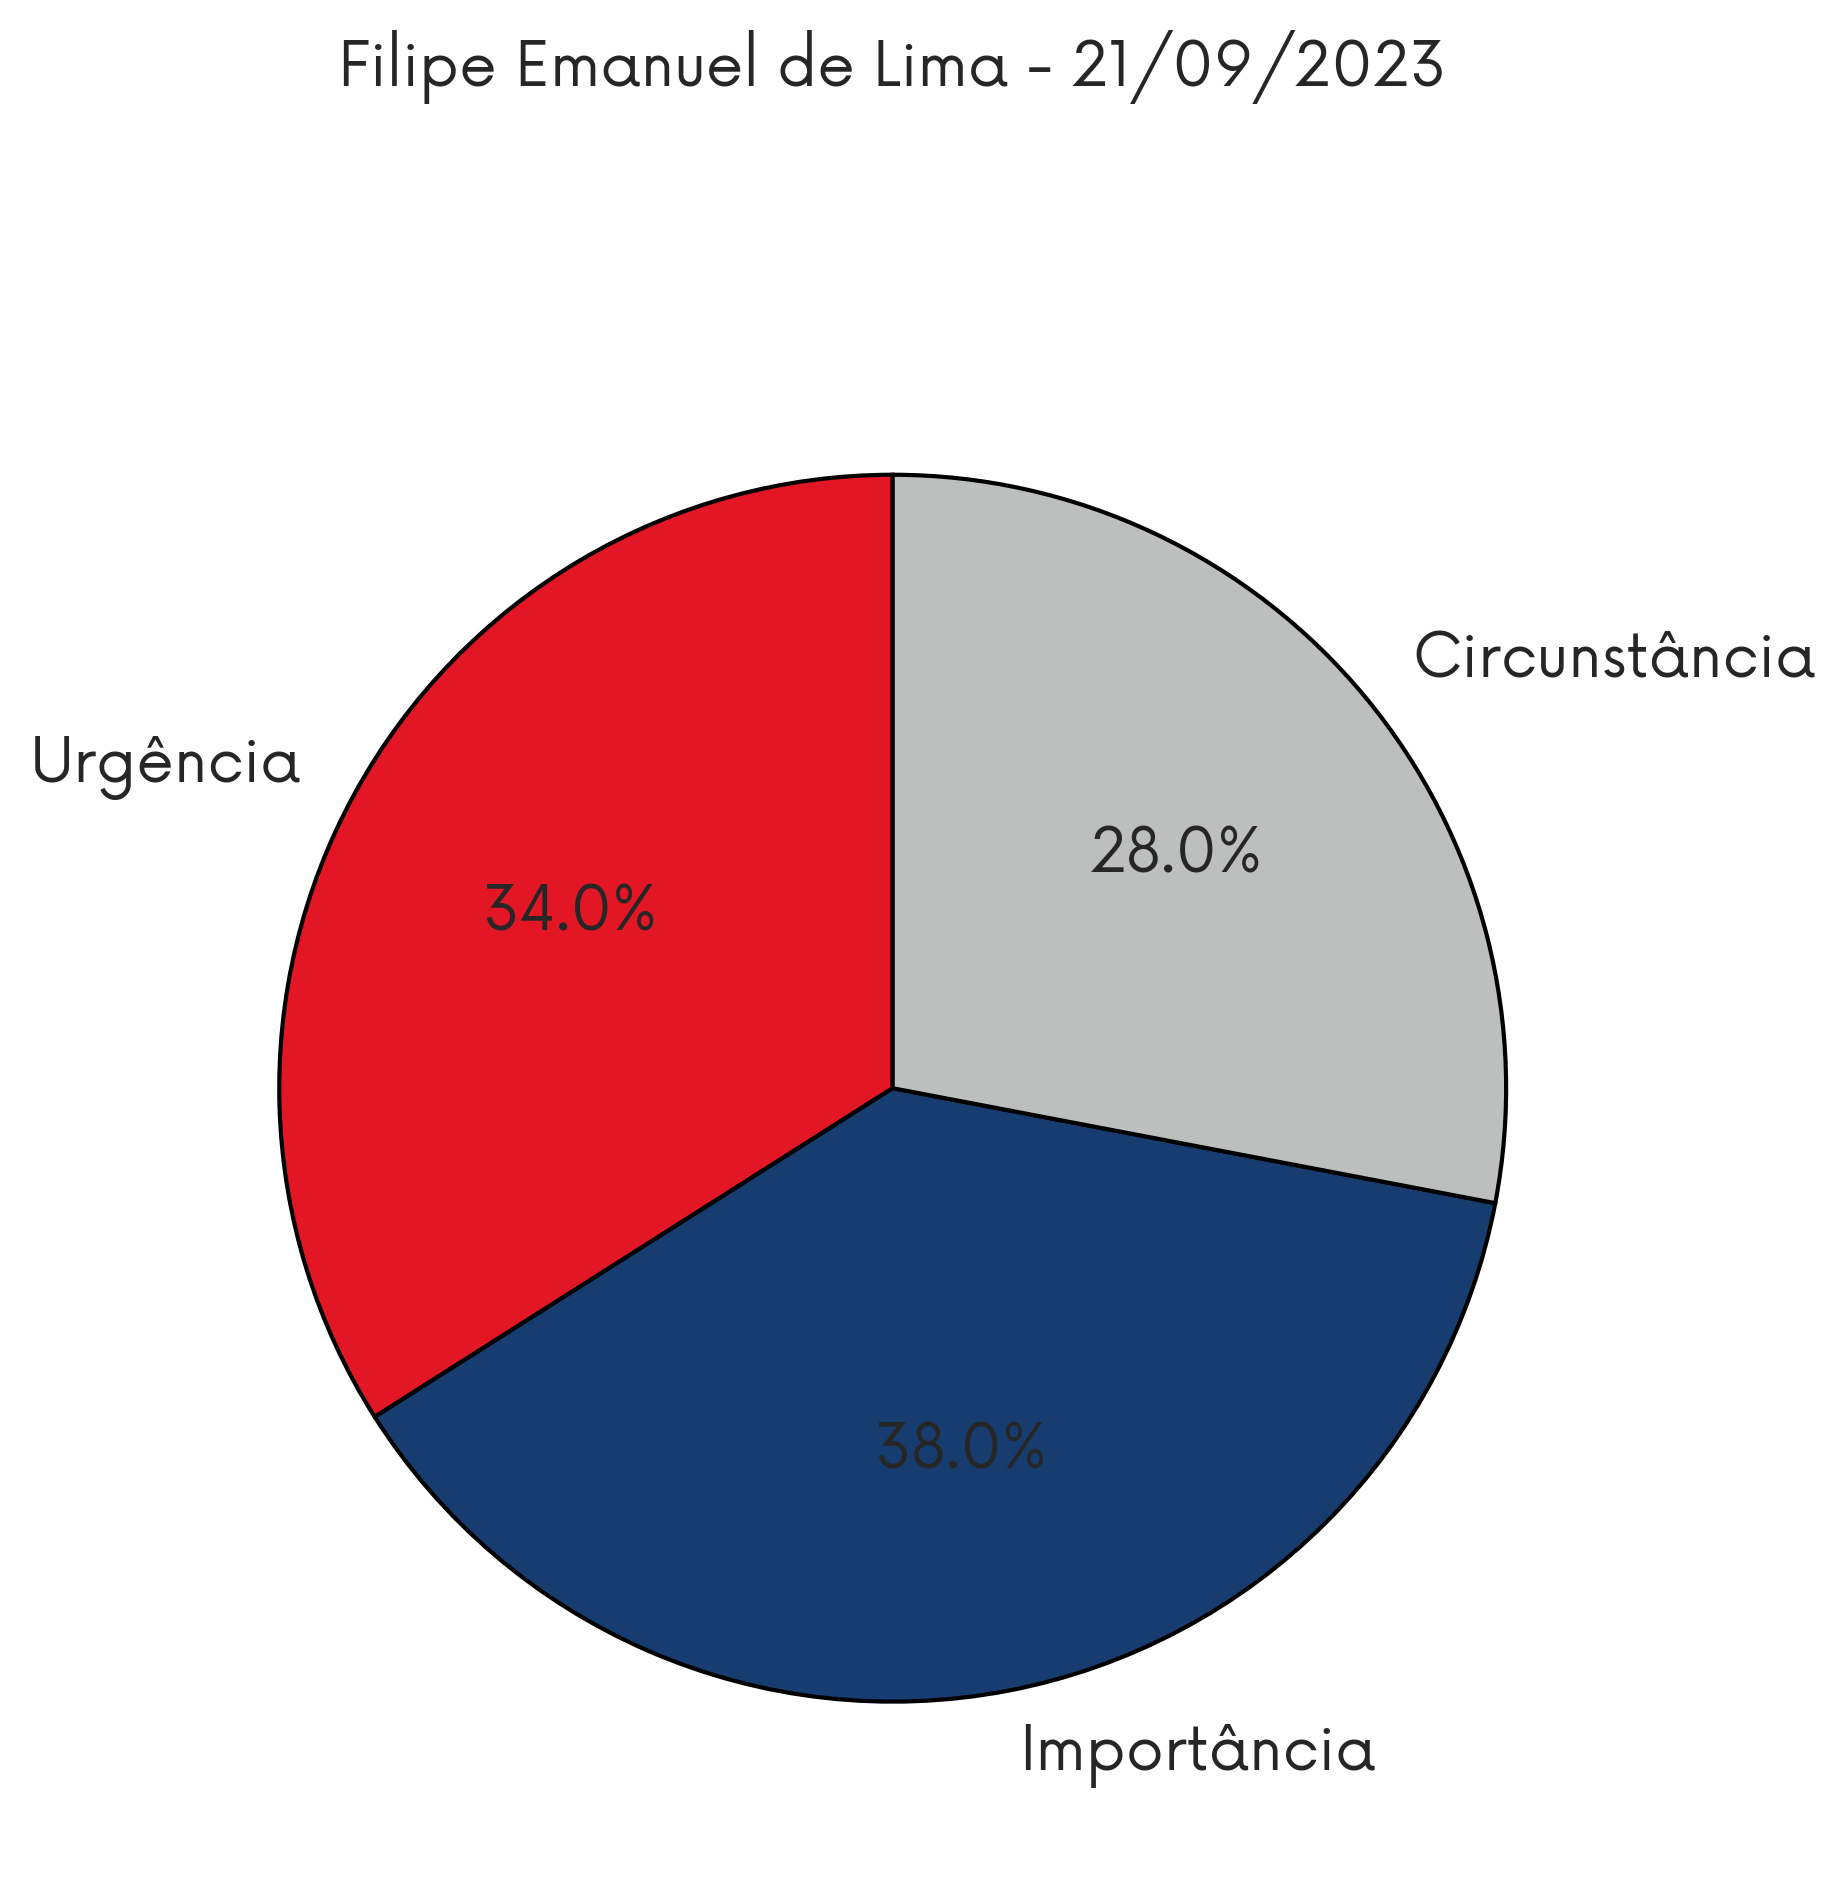 Filipe Emanuel de Lima - 21/09/2023
Circunstância
Urgência
28.0%
34.0%
38.0%
Importância